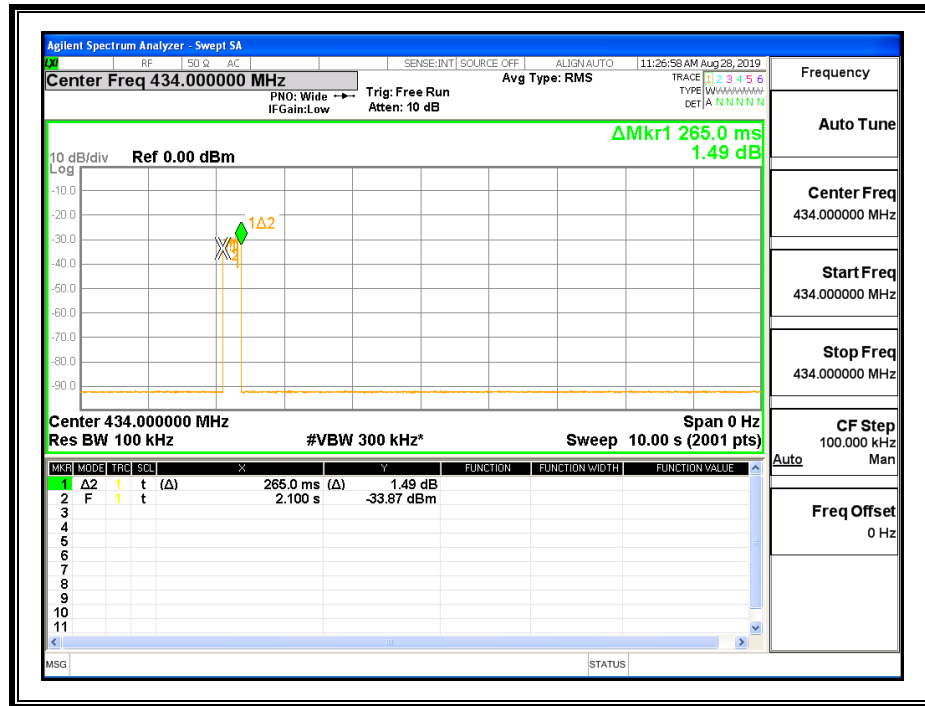 Agilent Spectrum Analyzer - Swept SA
LXI RF 50 Ω AC SENSE:INT SOURCE OFF ALIGN AUTO 11:26:58 AM Aug 28, 2019
Center Freq 434.000000 MHz
Avg Type: RMS
TRACE 1 2 3 4 5 6
TYPE WWWWWW
DET A N N N N N
PNO: Wide
IFGain:Low
Trig: Free Run
Atten: 10 dB
ΔMkr1 265.0 ms
1.49 dB
10 dB/div Ref 0.00 dBm
Log
-10.0
-20.0
1Δ2
-30.0
-40.0
-50.0
-60.0
-70.0
-80.0
-90.0
Center 434.000000 MHz Span 0 Hz
Res BW 100 kHz #VBW 300 kHz* Sweep 10.00 s (2001 pts)
MKR MODE TRC SCL X Y FUNCTION FUNCTION WIDTH FUNCTION VALUE
1 Δ2 1 t (Δ) 265.0 ms (Δ) 1.49 dB
2 F 1 t 2.100 s -33.87 dBm
3
4
5
6
7
8
9
10
11
MSG STATUS
Frequency
Auto Tune
Center Freq
434.000000 MHz
Start Freq
434.000000 MHz
Stop Freq
434.000000 MHz
CF Step
100.000 kHz
Auto Man
Freq Offset
0 Hz